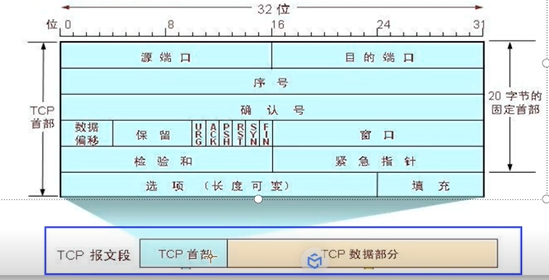 32 位
位 0 8 16 24 31
源 端 口 目 的 端 口
序 号
TCP 首部
确 认 号
20 字节的 固定首部
数据 偏移 保 留 URG ACK PSH RST SYN FIN 窗 口
检 验 和 紧 急 指 针
选 项 (长 度 可 变) 填 充
TCP 报文段 TCP 首部 TCP 数据部分